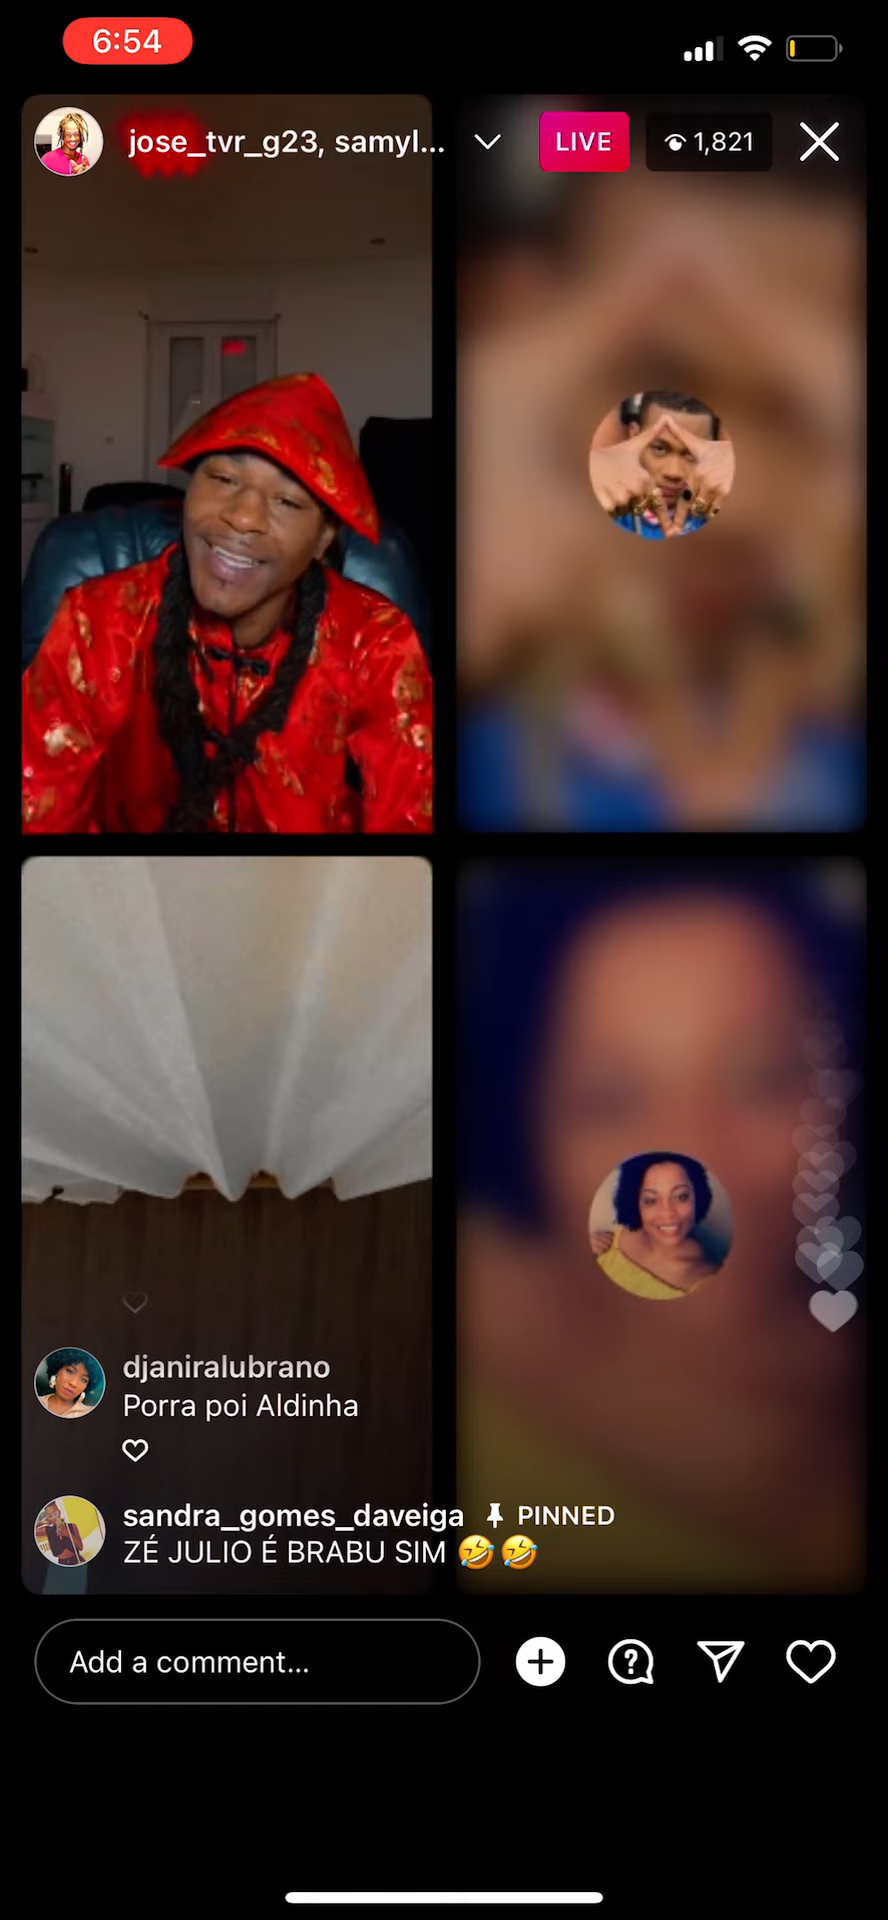 6:54
jose_tvr_g23, samyl...
LIVE
1,821
djaniralubrano
Porra poi Aldinha
sandra_gomes_daveiga PINNED
ZÉ JULIO É BRABU SIM 🤣🤣
Add a comment...